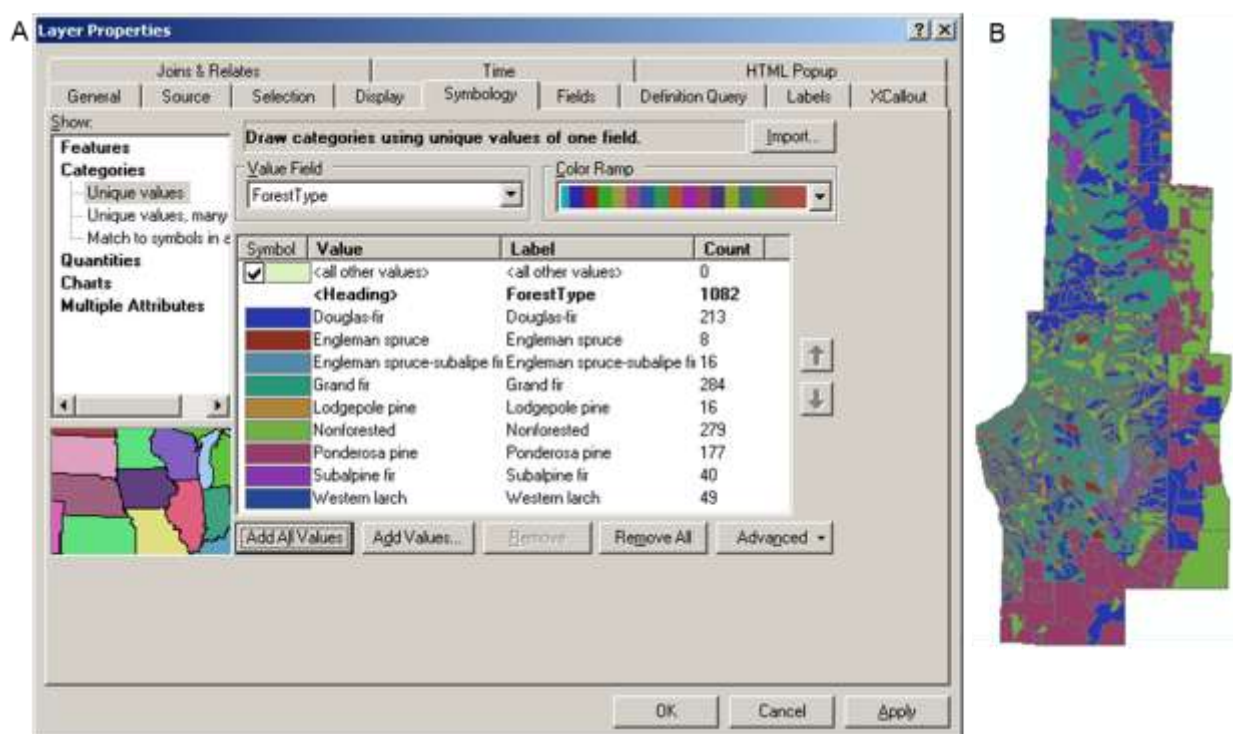 A
Layer Properties
B
Joins & Relates Time HTML Popup
General Source Selection Display Symbology Fields Definition Query Labels XCallout
Show:
Features
Categories
Unique values
Unique values, many
Match to symbols in a
Quantities
Charts
Multiple Attributes
Draw categories using unique values of one field.
Import...
Value Field
ForestType
Color Ramp
Symbol Value Label Count
<all other values> <all other values> 0
<Heading> ForestType 1082
Douglas-fir Douglas-fir 213
Engleman spruce Engleman spruce 8
Engleman spruce-subalpe fi Engleman spruce-subalpe fi 16
Grand fir Grand fir 284
Lodgepole pine Lodgepole pine 16
Nonforested Nonforested 279
Ponderosa pine Ponderosa pine 177
Subalpine fir Subalpine fir 40
Western larch Western larch 49
Add All Values Add Values... Remove Remove All Advanced
OK Cancel Apply